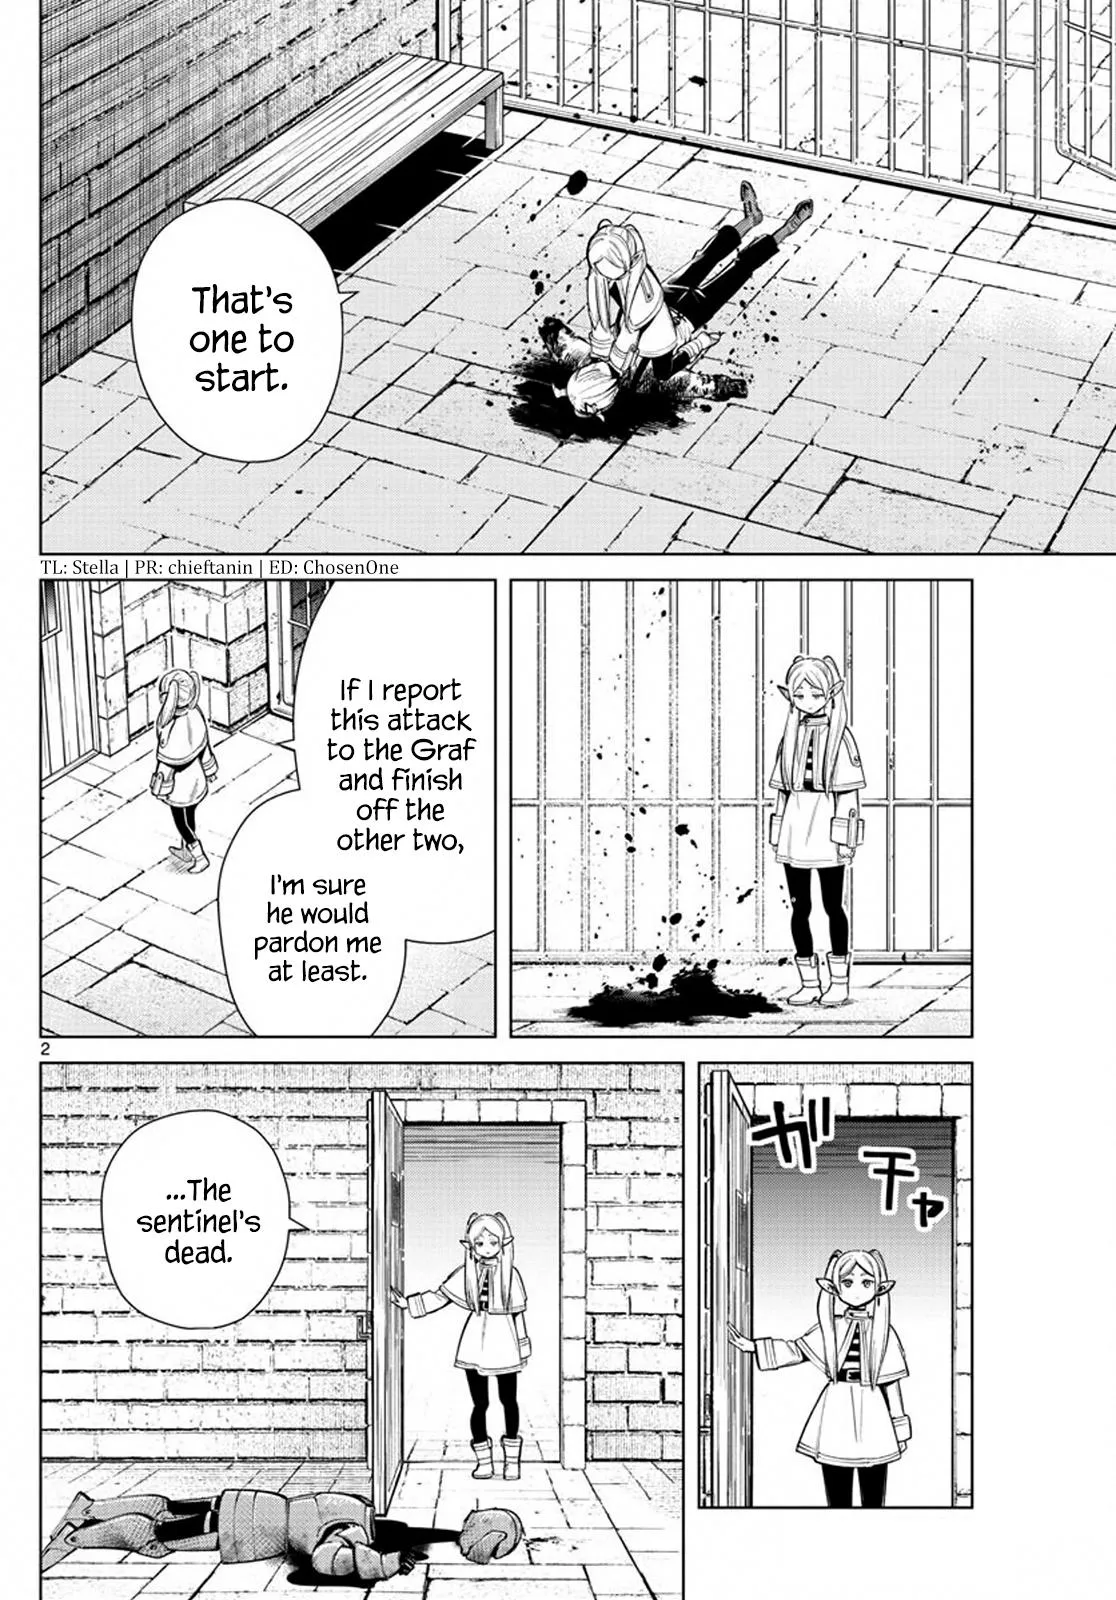 That's
one to
start.
TL: Stella | PR: chieftanin | ED: ChosenOne
If I report
this attack
to the Graf
and finish
off the
other two,
I'm sure
he would
pardon me
at least.
2
ガチャ
...The
sentinel's
dead.